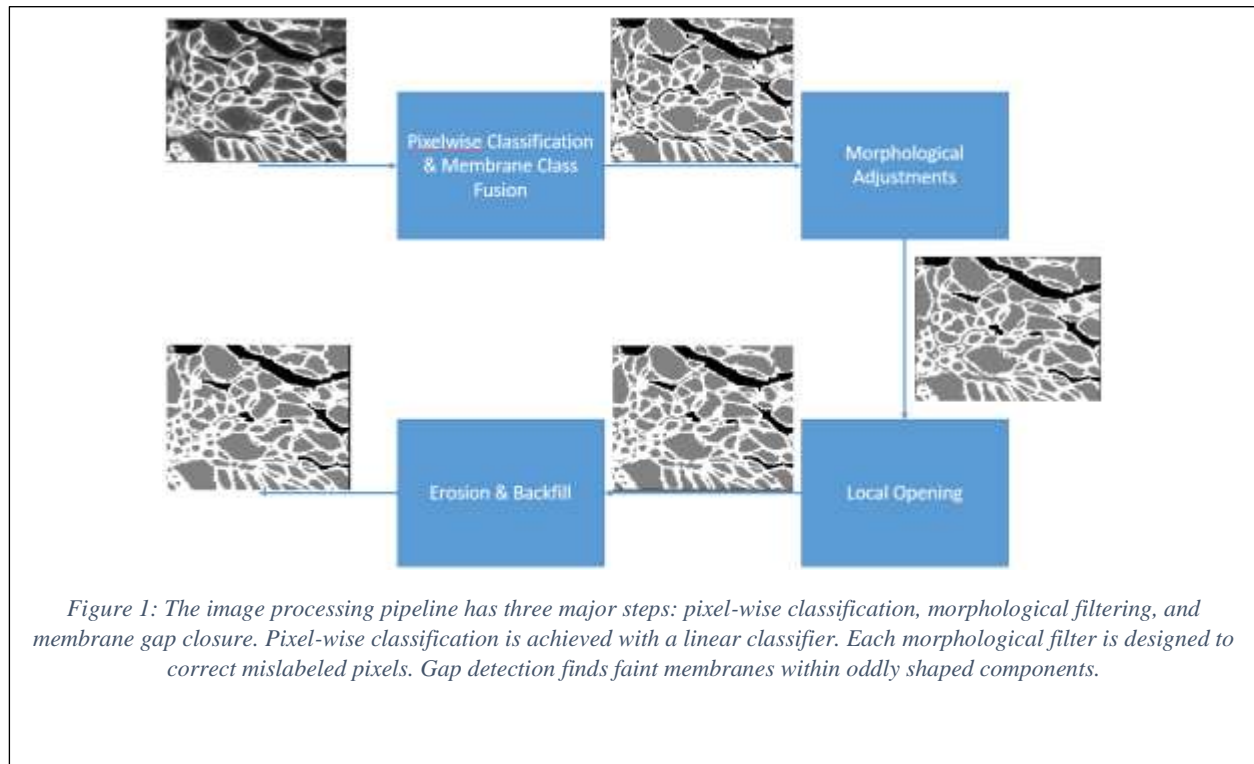 Pixelwise Classification
& Membrane Class
Fusion
Morphological
Adjustments
Erosion & Backfill
Local Opening
Figure 1: The image processing pipeline has three major steps: pixel-wise classification, morphological filtering, and
membrane gap closure. Pixel-wise classification is achieved with a linear classifier. Each morphological filter is designed to
correct mislabeled pixels. Gap detection finds faint membranes within oddly shaped components.